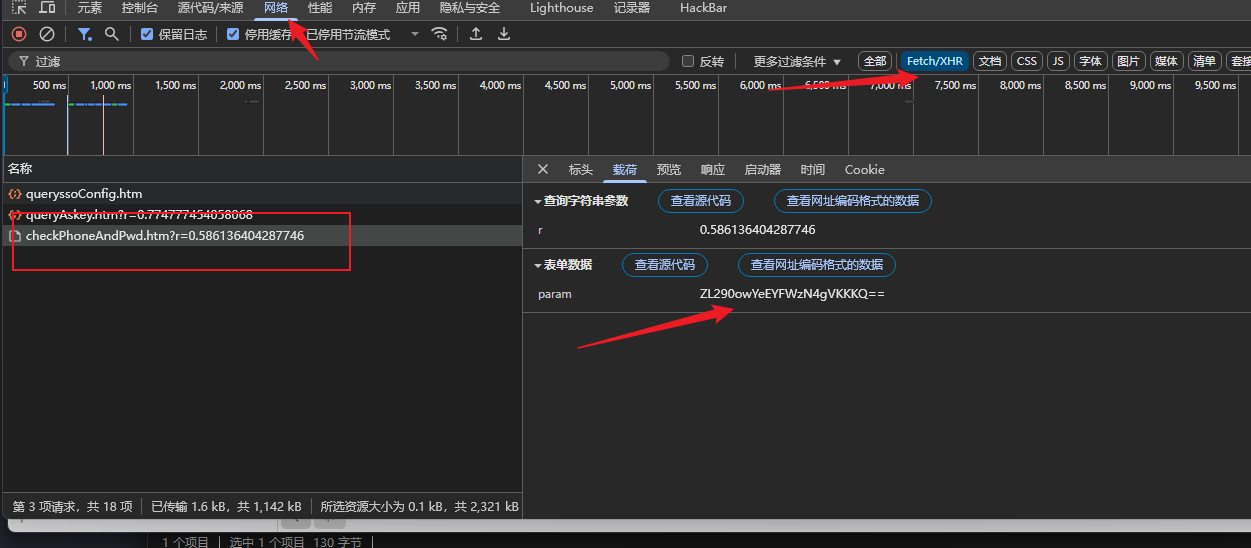 元素 控制台 源代码/来源 网络 性能 内存 应用 隐私与安全 Lighthouse 记录器 HackBar
保留日志 停用缓存 已停用节流模式
过滤 反转 更多过滤条件 全部 Fetch/XHR 文档 CSS JS 字体 图片 媒体 清单 套接
500 ms 1,000 ms 1,500 ms 2,000 ms 2,500 ms 3,000 ms 3,500 ms 4,000 ms 4,500 ms 5,000 ms 5,500 ms 6,000 ms 6,500 ms 7,000 ms 7,500 ms 8,000 ms 8,500 ms 9,000 ms 9,500 ms
名称
标头 载荷 预览 响应 启动器 时间 Cookie
queryssoConfig.htm
queryAskey.htm?r=0.774777454058068
checkPhoneAndPwd.htm?r=0.586136404287746
查询字符串参数 查看源代码 查看网址编码格式的数据
r 0.586136404287746
表单数据 查看源代码 查看网址编码格式的数据
param ZL290owYeEYFWzN4gVKKKQ==
第 3 项请求，共 18 项 已传输 1.6 kB，共 1,142 kB 所选资源大小为 0.1 kB，共 2,321 kB
1 个项目 选中 1 个项目 130 字节